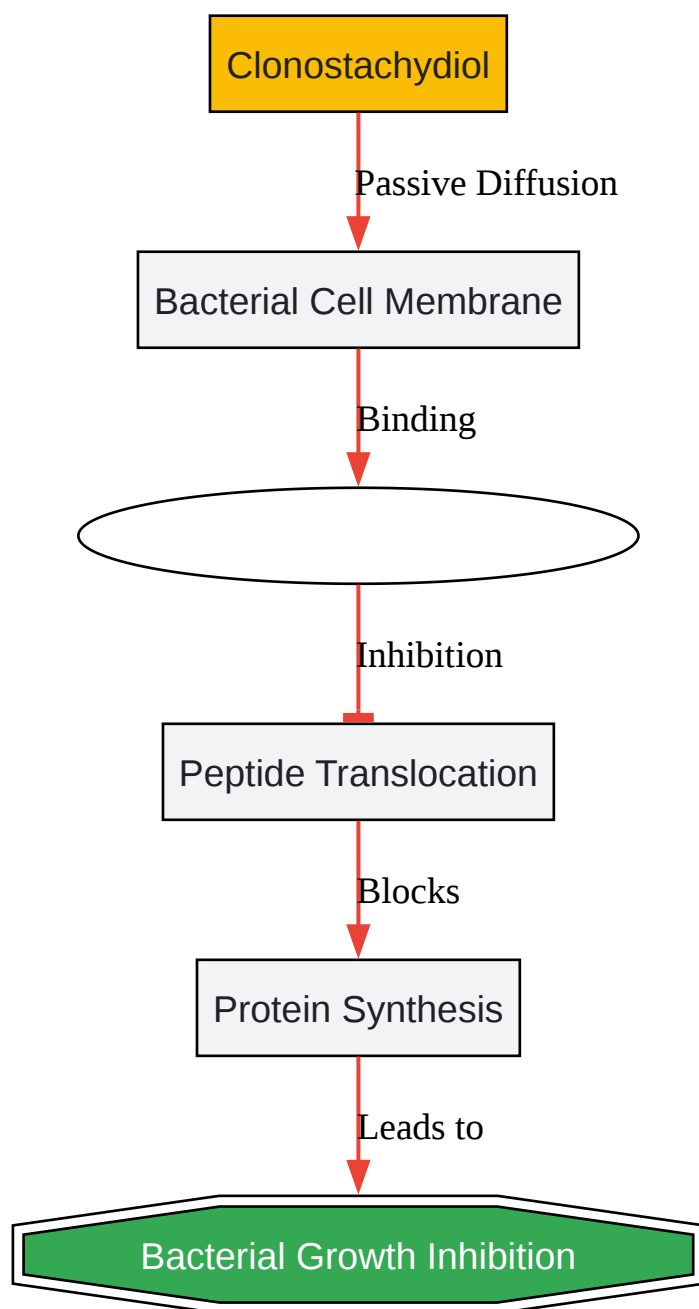 Clonostachydiol
Passive Diffusion
Bacterial Cell Membrane
Binding
Inhibition
Peptide Translocation
Blocks
Protein Synthesis
Leads to
Bacterial Growth Inhibition